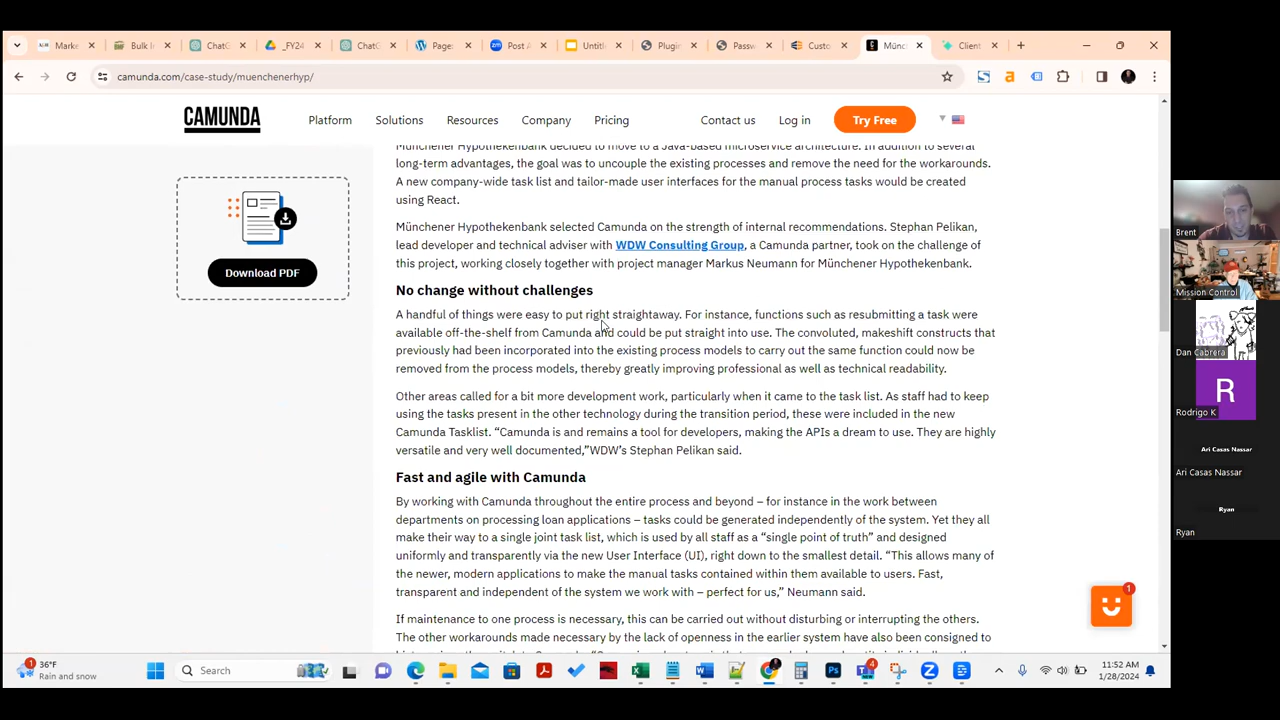 Marke
Bulk I
ChatG
_FY24
ChatC
Page:
Post A
Untitl
Plugin
Passw
Custo
Münc
Client
camunda.com/case-study/muenchenerhyp/
CAMUNDA
Platform
Solutions
Resources
Company
Pricing
Contact us
Log in
Try Free
Download PDF
Münchener Hypothekenbank decided to move to a Java-based microservice architecture. In addition to several
long-term advantages, the goal was to uncouple the existing processes and remove the need for the workarounds.
A new company-wide task list and tailor-made user interfaces for the manual process tasks would be created
using React.
Münchener Hypothekenbank selected Camunda on the strength of internal recommendations. Stephan Pelikan,
lead developer and technical adviser with WDW Consulting Group, a Camunda partner, took on the challenge of
this project, working closely together with project manager Markus Neumann for Münchener Hypothekenbank.
No change without challenges
A handful of things were easy to put right straightaway. For instance, functions such as resubmitting a task were
available off-the-shelf from Camunda and could be put straight into use. The convoluted, makeshift constructs that
previously had been incorporated into the existing process models to carry out the same function could now be
removed from the process models, thereby greatly improving professional as well as technical readability.
Other areas called for a bit more development work, particularly when it came to the task list. As staff had to keep
using the tasks present in the other technology during the transition period, these were included in the new
Camunda Tasklist. “Camunda is and remains a tool for developers, making the APIs a dream to use. They are highly
versatile and very well documented,”WDW’s Stephan Pelikan said.
Fast and agile with Camunda
By working with Camunda throughout the entire process and beyond – for instance in the work between
departments on processing loan applications – tasks could be generated independently of the system. Yet they all
make their way to a single joint task list, which is used by all staff as a “single point of truth” and designed
uniformly and transparently via the new User Interface (UI), right down to the smallest detail. “This allows many of
the newer, modern applications to make the manual tasks contained within them available to users. Fast,
transparent and independent of the system we work with – perfect for us,” Neumann said.
If maintenance to one process is necessary, this can be carried out without disturbing or interrupting the others.
The other workarounds made necessary by the lack of openness in the earlier system have also been consigned to
1
Brent
Mission Control
Dan Cabrera
R
Rodrigo K
Ari Casas Nassar
Ari Casas Nassar
Ryan
Ryan
1
36°F
Rain and snow
Search
4
11:52 AM
1/28/2024